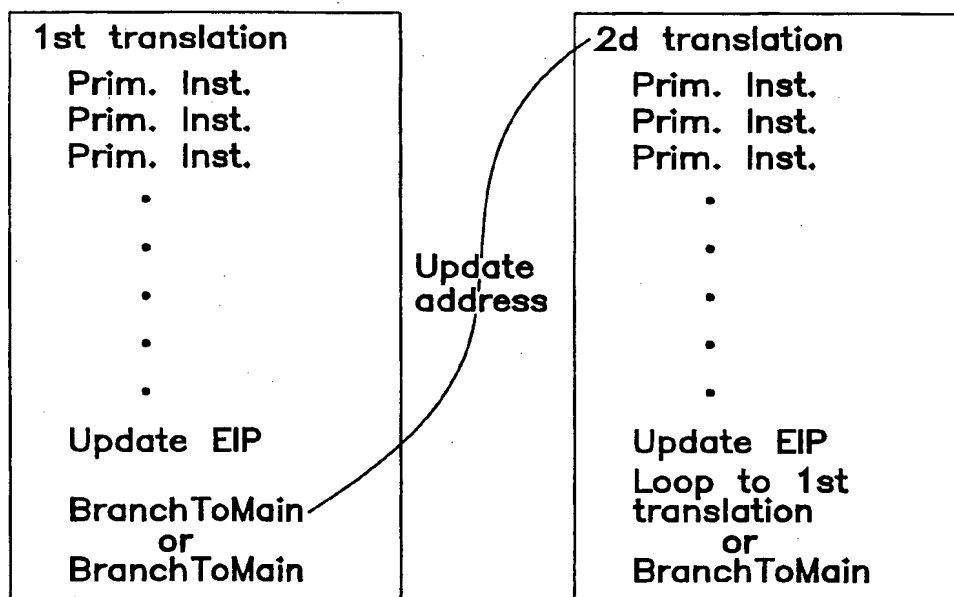 1st translation
Prim. Inst.
Prim. Inst.
Prim. Inst.
Update EIP
BranchToMain
or
BranchToMain
Update
address
2d translation
Prim. Inst.
Prim. Inst.
Prim. Inst.
Update EIP
Loop to 1st
translation
or
BranchToMain